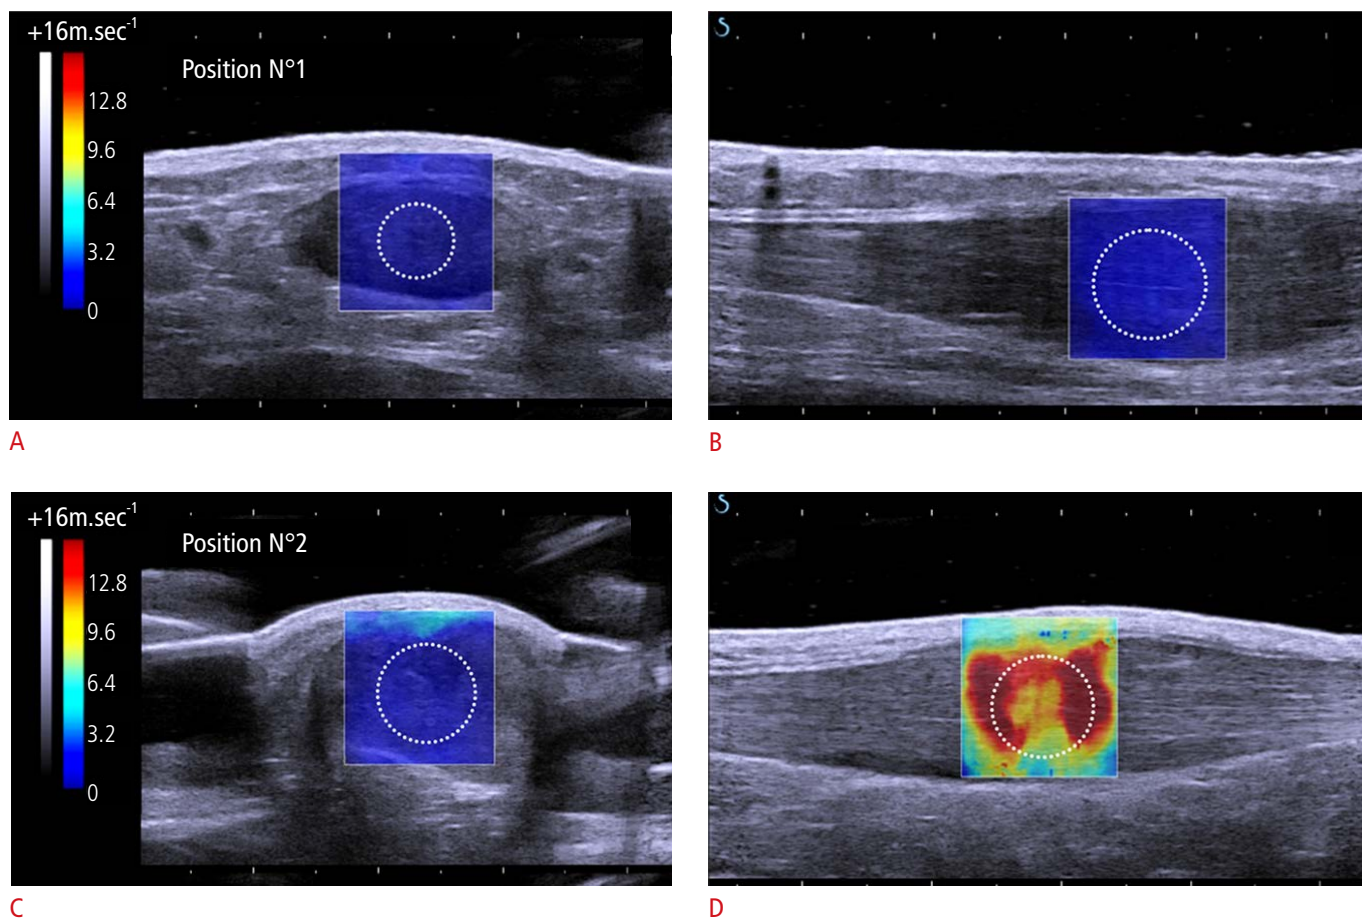 +16m.sec-1
Position N°1
12.8
9.6
6.4
3.2
0
S
A
B
+16m.sec-1
Position N°2
12.8
9.6
6.4
3.2
0
S
C
D